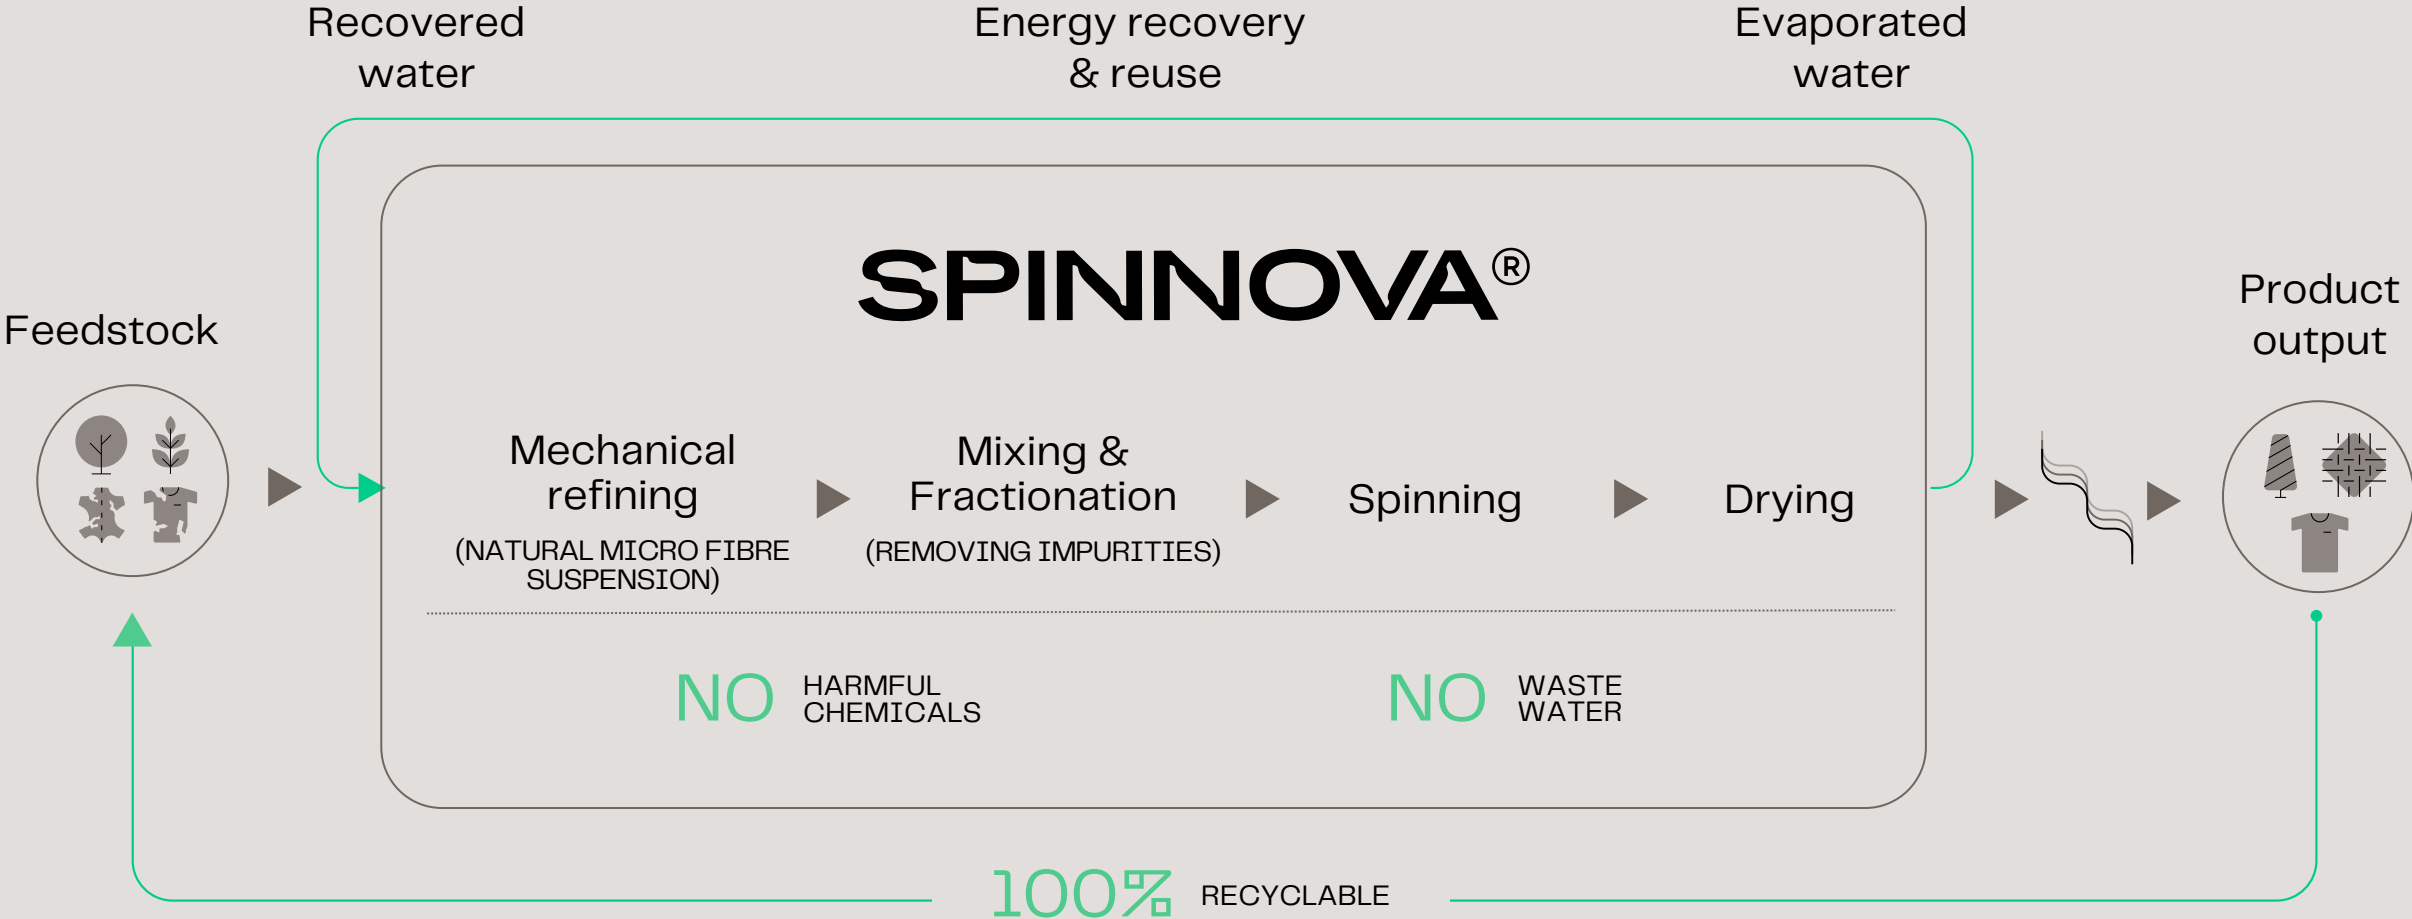 Recovered
water
Energy recovery
& reuse
Evaporated
water
SPINNOVA®
Feedstock
Product
output
Mechanical
refining
(NATURAL MICRO FIBRE
SUSPENSION)
Mixing &
Fractionation
(REMOVING IMPURITIES)
Spinning
Drying
NO HARMFUL
CHEMICALS
NO WASTE
WATER
100% RECYCLABLE